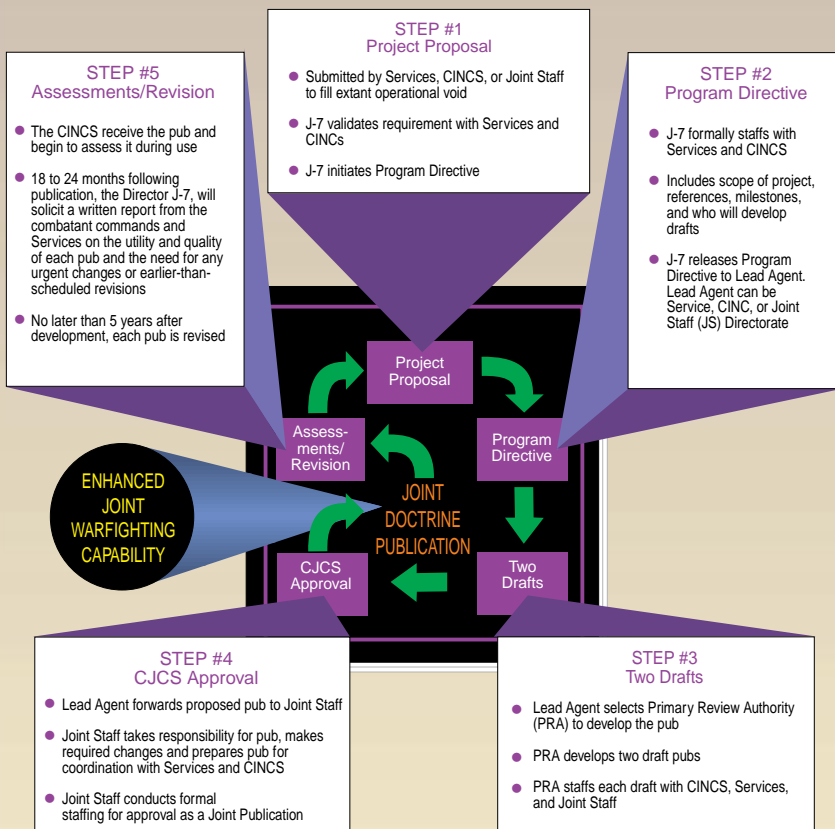 STEP #1
Project Proposal
Submitted by Services, CINCS, or Joint Staff
to fill extant operational void
J-7 validates requirement with Services and
CINCs
J-7 initiates Program Directive
STEP #5
Assessments/Revision
The CINCS receive the pub and
begin to assess it during use
18 to 24 months following
publication, the Director J-7, will
solicit a written report from the
combatant commands and
Services on the utility and quality
of each pub and the need for any
urgent changes or earlier-than-
scheduled revisions
No later than 5 years after
development, each pub is revised
STEP #2
Program Directive
J-7 formally staffs with
Services and CINCS
Includes scope of project,
references, milestones,
and who will develop
drafts
J-7 releases Program
Directive to Lead Agent.
Lead Agent can be
Service, CINC, or Joint
Staff (JS) Directorate
Project
Proposal
Assess-
ments/
Revision
Program
Directive
ENHANCED
JOINT
WARFIGHTING
CAPABILITY
JOINT
DOCTRINE
PUBLICATION
CJCS
Approval
Two
Drafts
STEP #4
CJCS Approval
Lead Agent forwards proposed pub to Joint Staff
Joint Staff takes responsibility for pub, makes
required changes and prepares pub for
coordination with Services and CINCS
Joint Staff conducts formal
staffing for approval as a Joint Publication
STEP #3
Two Drafts
Lead Agent selects Primary Review Authority
(PRA) to develop the pub
PRA develops two draft pubs
PRA staffs each draft with CINCS, Services,
and Joint Staff